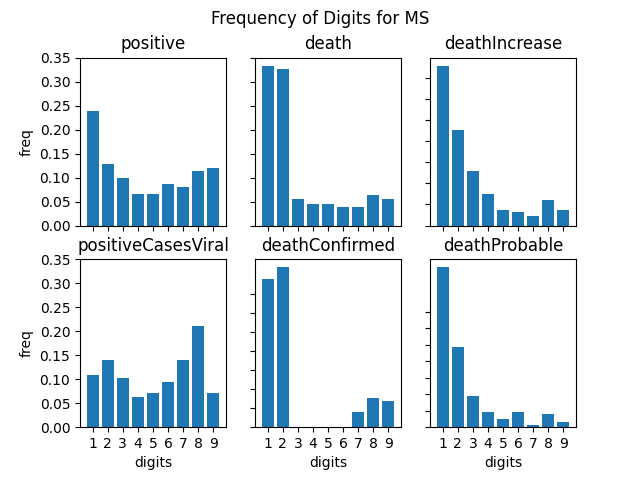 Frequency of Digits for MS
positive
death
deathIncrease
0.35
0.30
0.25
0.20
0.15
0.10
0.05
0.00
freq
positiveCasesViral
deathConfirmed
deathProbable
0.35
0.30
0.25
0.20
0.15
0.10
0.05
0.00
freq
1 2 3 4 5 6 7 8 9
1 2 3 4 5 6 7 8 9
1 2 3 4 5 6 7 8 9
digits
digits
digits